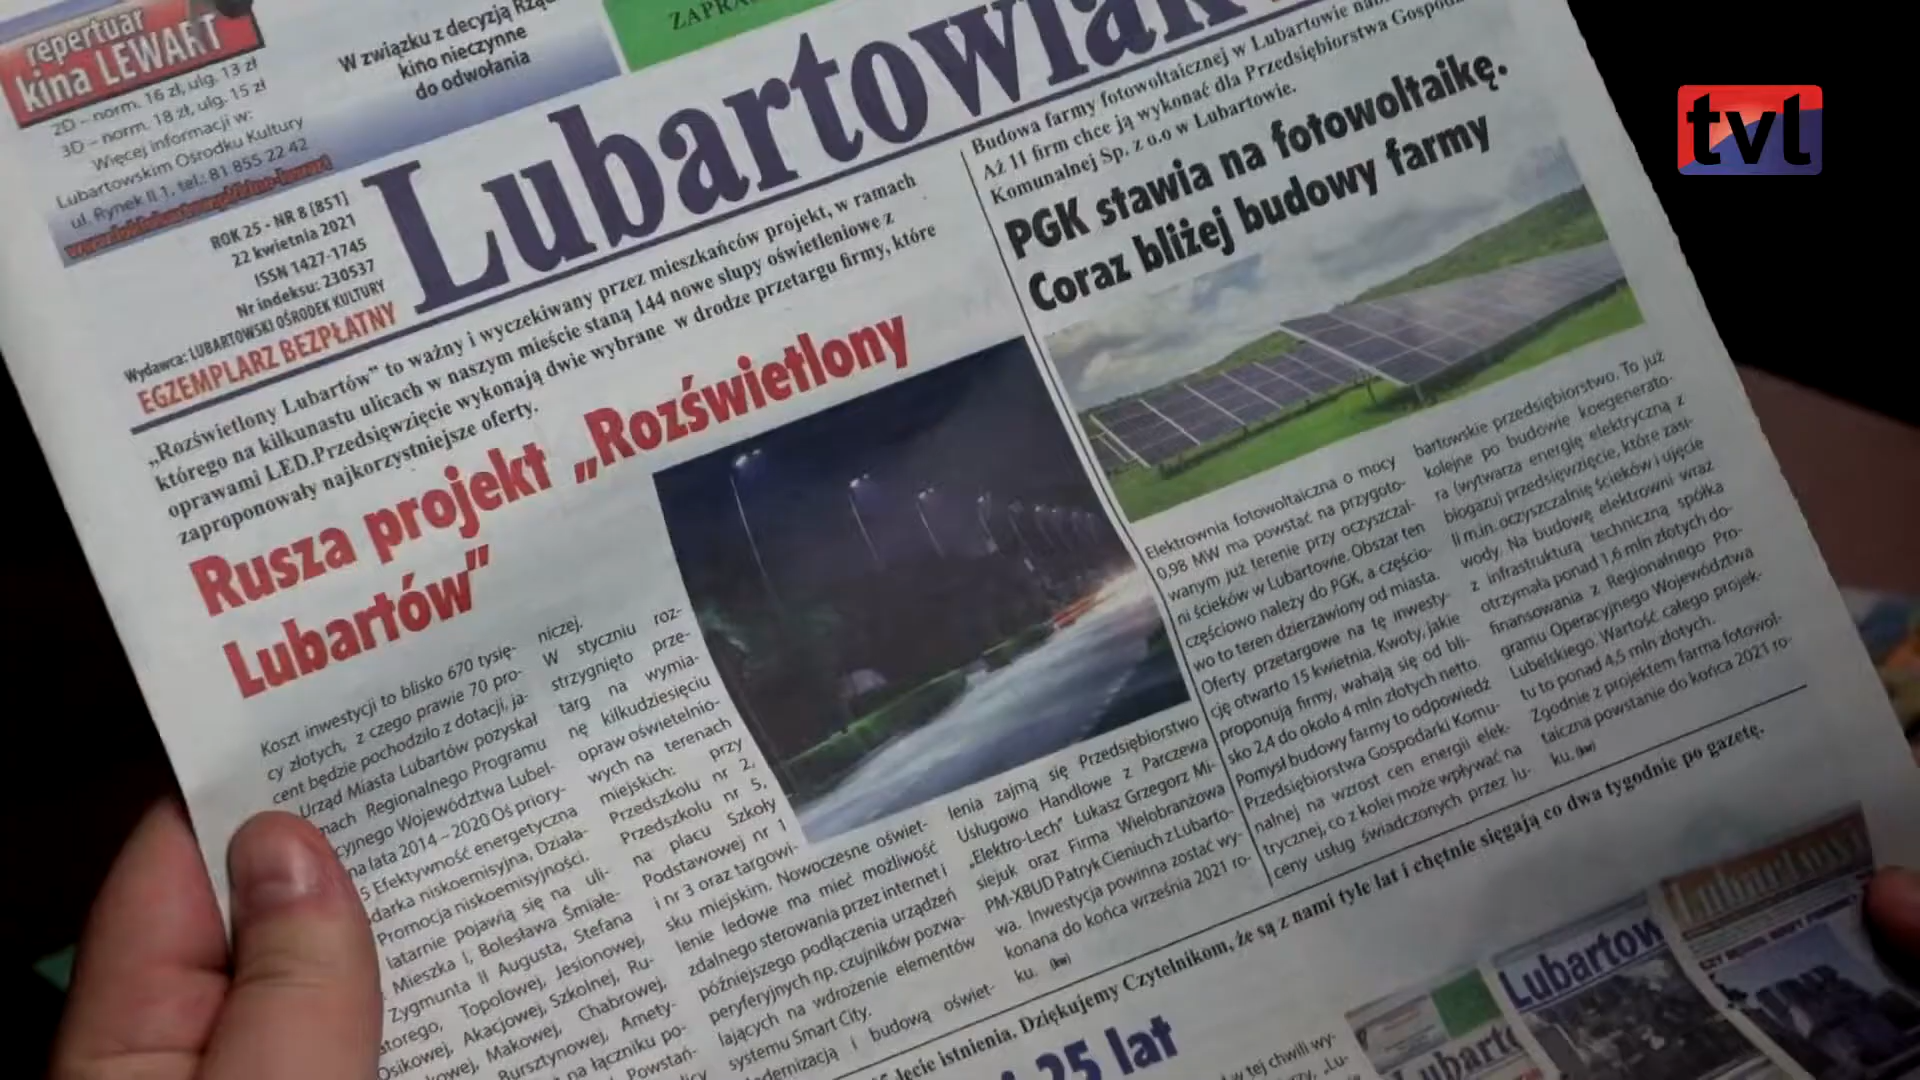 repertuar
kina LEWART
2D – norm. 16 zł, ulg. 13 zł
3D – norm. 18 zł, ulg. 15 zł
Więcej informacji w:
Lubartowskim Ośrodku Kultury
ul. Rynek II 1, tel.: 81 855 22 42
W związku z decyzją
kino nieczynne
do odwołania
Lubartowiak
ROK 25 - NR 8 [851]
22 kwietnia 2021
ISSN 1427-1745
Nr indeksu: 230537
Wydawca: LUBARTOWSKI OŚRODEK KULTURY
EGZEMPLARZ BEZPŁATNY
„Rozświetlony Lubartów” to ważny i wyczekiwany przez mieszkańców projekt, w ramach
którego na kilkunastu ulicach w naszym mieście staną 144 nowe słupy oświetleniowe z
oprawami LED.Przedsięwzięcie wykonają dwie wybrane w drodze przetargu firmy, które
zaproponowały najkorzystniejsze oferty.
Rusza projekt „Rozświetlony
Lubartów”
Koszt inwestycji to blisko 670 tysię-
cy złotych, z czego prawie 70 pro-
cent będzie pochodziło z dotacji, ja-
Urząd Miasta Lubartów pozyskał
mach Regionalnego Programu
cyjnego Województwa Lubel-
na lata 2014 – 2020 Oś priory-
5 Efektywność energetyczna
darka niskoemisyjna, Działa-
Promocja niskoemisyjności.
latarnie pojawią się na uli-
Mieszka I, Bolesława Śmiałe-
Zygmunta II Augusta, Stefana
storego, Topolowej, Jesionowej,
Osikowej, Akacjowej, Szkolnej, Ru-
kowej, Makowej, Chabrowej,
Bursztynowej, Amety-
na łączniku po-
Powstań-
niczej.
W styczniu roz-
strzygnięto prze-
targ na wymia-
nę kilkudziesięciu
opraw oświetlenio-
wych na terenach
miejskich: przy
Przedszkolu nr 2,
Przedszkolu nr 5,
na placu Szkoły
Podstawowej nr 1
i nr 3 oraz targowi-
sku miejskim. Nowoczesne oświet-
lenie ledowe ma mieć możliwość
zdalnego sterowania przez internet i
późniejszego podłączenia urządzeń
peryferyjnych np. czujników pozwa-
lających na wdrożenie elementów
systemu Smart City.
dernizacją i budową oświet-
lenia zajmą się Przedsiębiorstwo
Usługowo Handlowe z Parczewa
„Elektro-Lech” Łukasz Grzegorz Mi-
siejuk oraz Firma Wielobranżowa
PM-XBUD Patryk Cieniuch z Lubarto-
wa. Inwestycja powinna zostać wy-
konana do końca września 2021 ro-
ku. (kw)
Budowa farmy fotowoltaicznej w Lubartowie
Aż 11 firm chce ją wykonać dla Przedsiębiorstwa
Komunalnej Sp. z o.o w Lubartowie.
PGK stawia na fotowoltaikę.
Coraz bliżej budowy farmy
Elektrownia fotowoltaiczna o mocy
0,98 MW ma powstać na przygoto-
wanym już terenie przy oczyszczal-
ni ścieków w Lubartowie. Obszar ten
częściowo należy do PGK, a częścio-
wo to teren dzierżawiony od miasta.
Oferty przetargowe na tę inwesty-
cję otwarto 15 kwietnia. Kwoty, jakie
proponują firmy, wahają się od bli-
sko 2,4 do około 4 mln złotych netto.
Pomysł budowy farmy to odpowiedź
Przedsiębiorstwa Gospodarki Komu-
nalnej na wzrost cen energii elek-
trycznej, co z kolei może wpływać na
ceny usług świadczonych przez lu-
bartowskie przedsiębiorstwo. To już
kolejne po budowie koegenerato-
ra (wytwarza energię elektryczną z
biogazu) przedsięwzięcie, które zasi-
li m.in. oczyszczalnię ścieków i ujęcie
wody. Na budowę elektrowni wraz
z infrastrukturą techniczną spółka
otrzymała ponad 1,6 mln złotych do-
finansowania z Regionalnego Pro-
gramu Operacyjnego Województwa
Lubelskiego. Wartość całego projek-
tu to ponad 4,5 mln złotych.
Zgodnie z projektem farma fotowol-
taiczna powstanie do końca 2021 ro-
ku. (kw)
-lecie istnienia. Dziękujemy Czytelnikom, że są z nami tyle lat i chętnie sięgają co dwa tygodnie po gazetę.
25 lat
w tej chwili wy-
tvl